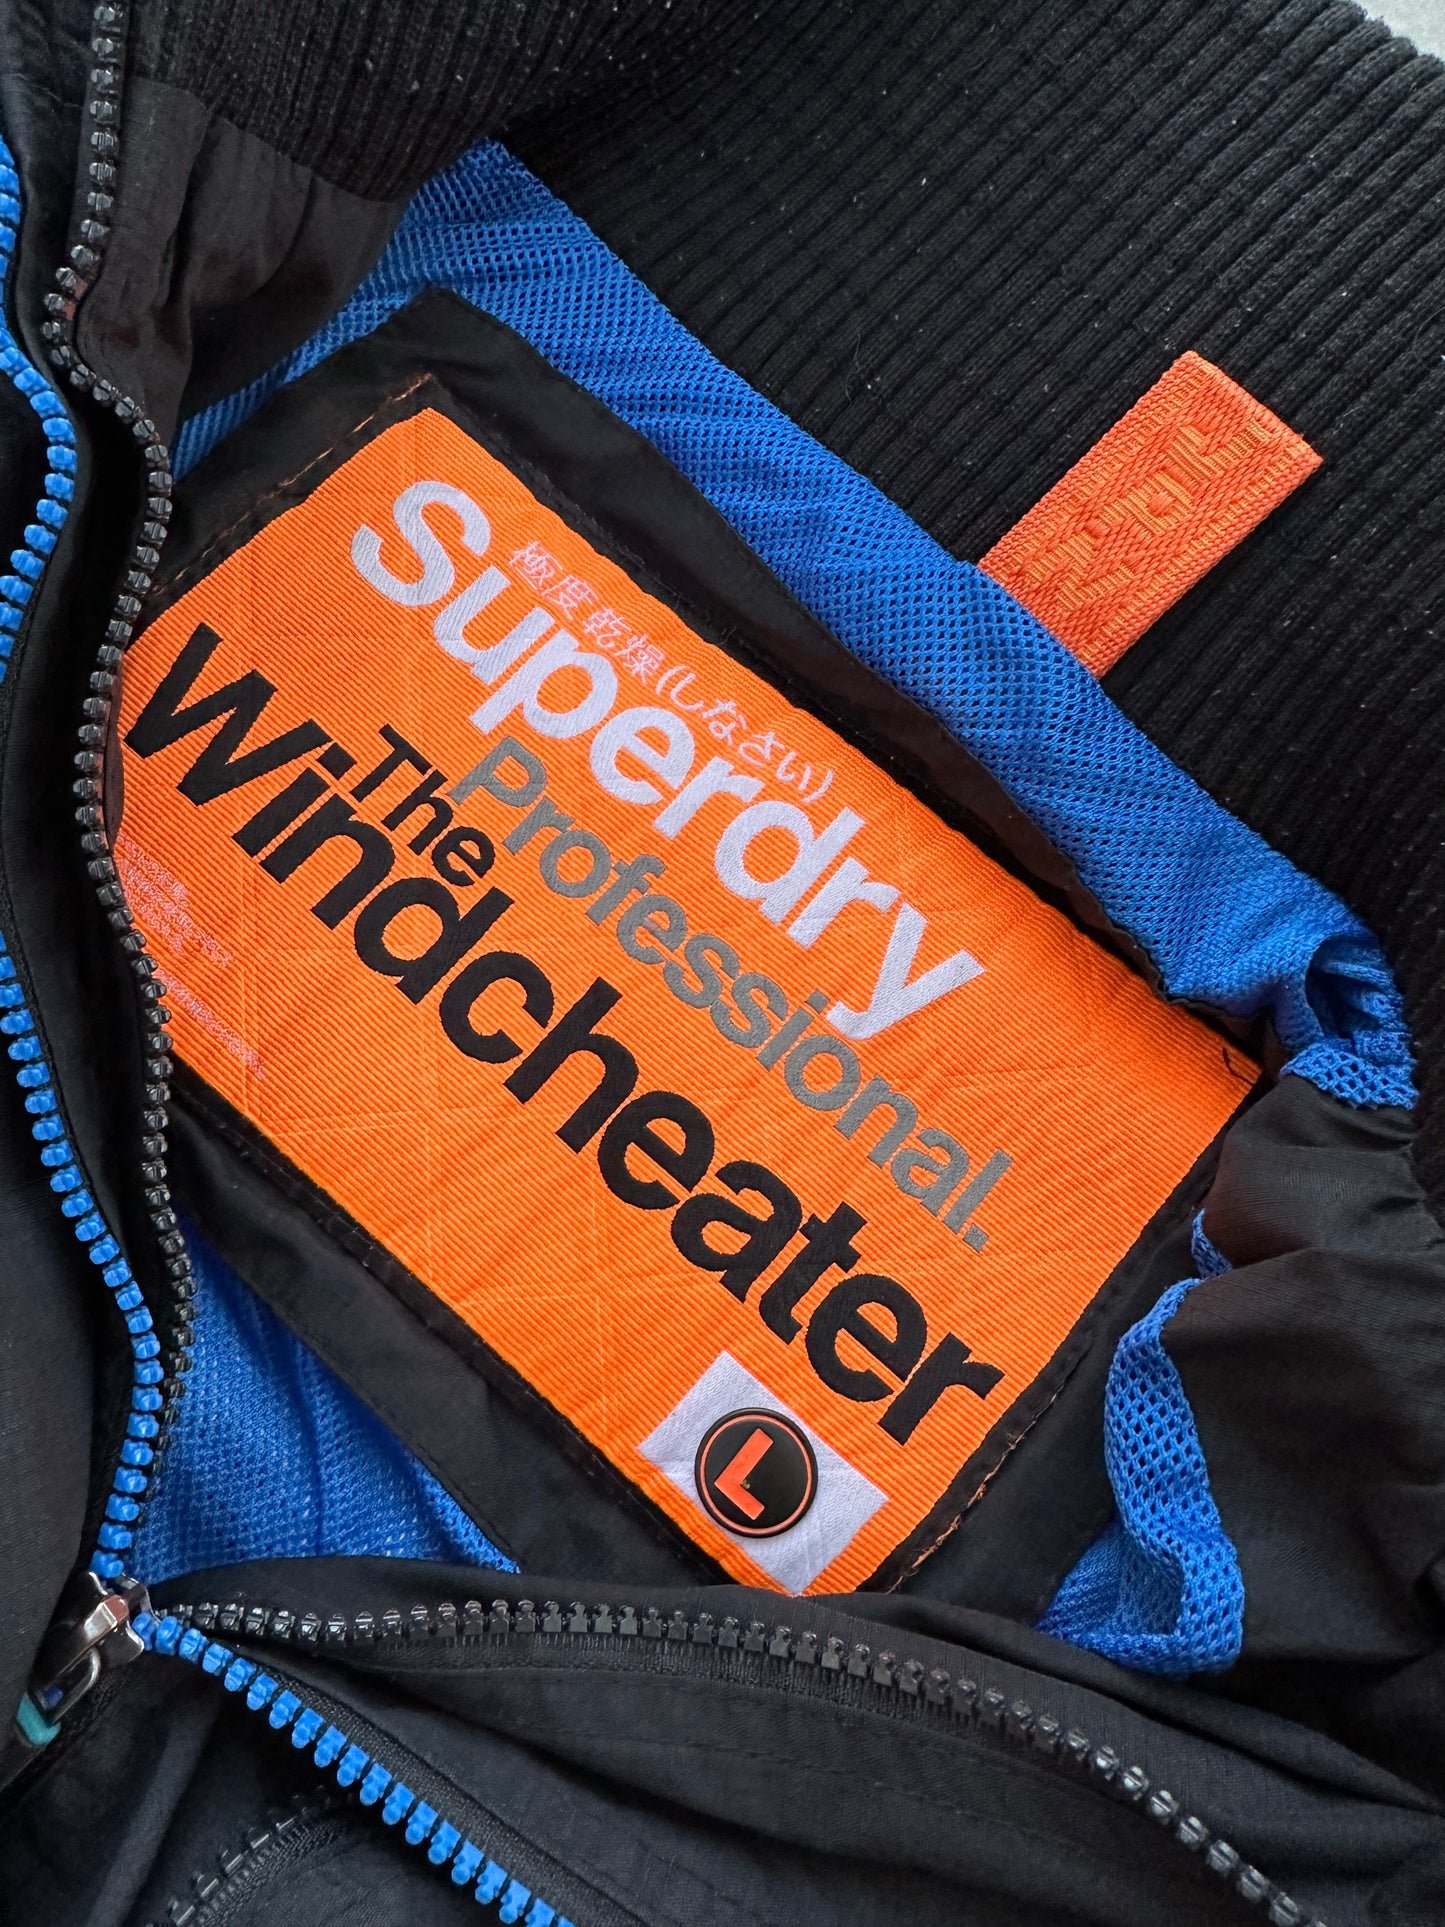 極度乾燥(しなさい)
Superdry
Professional.
The
Windcheater
L